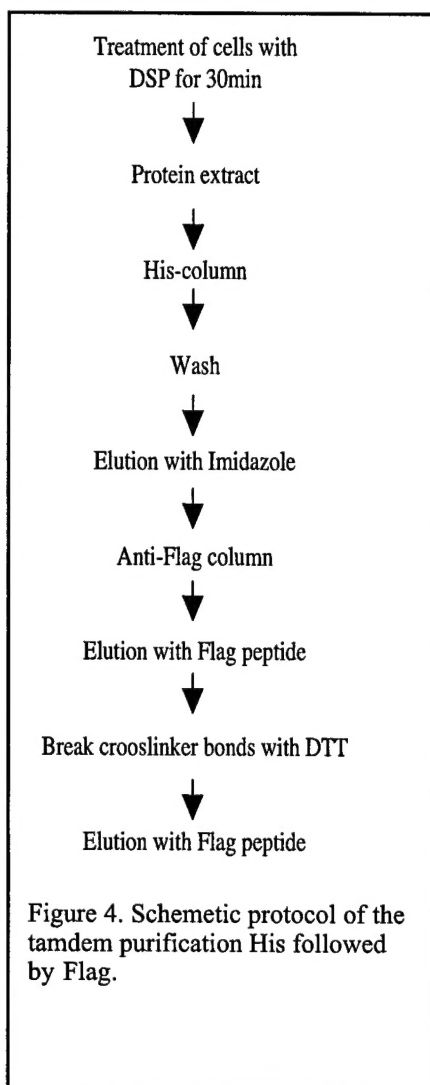 Treatment of cells with
DSP for 30min
Protein extract
His-column
Wash
Elution with Imidazole
Anti-Flag column
Elution with Flag peptide
Break crooslinker bonds with DTT
Elution with Flag peptide
Figure 4. Schemetic protocol of the
tamdem purification His followed
by Flag.